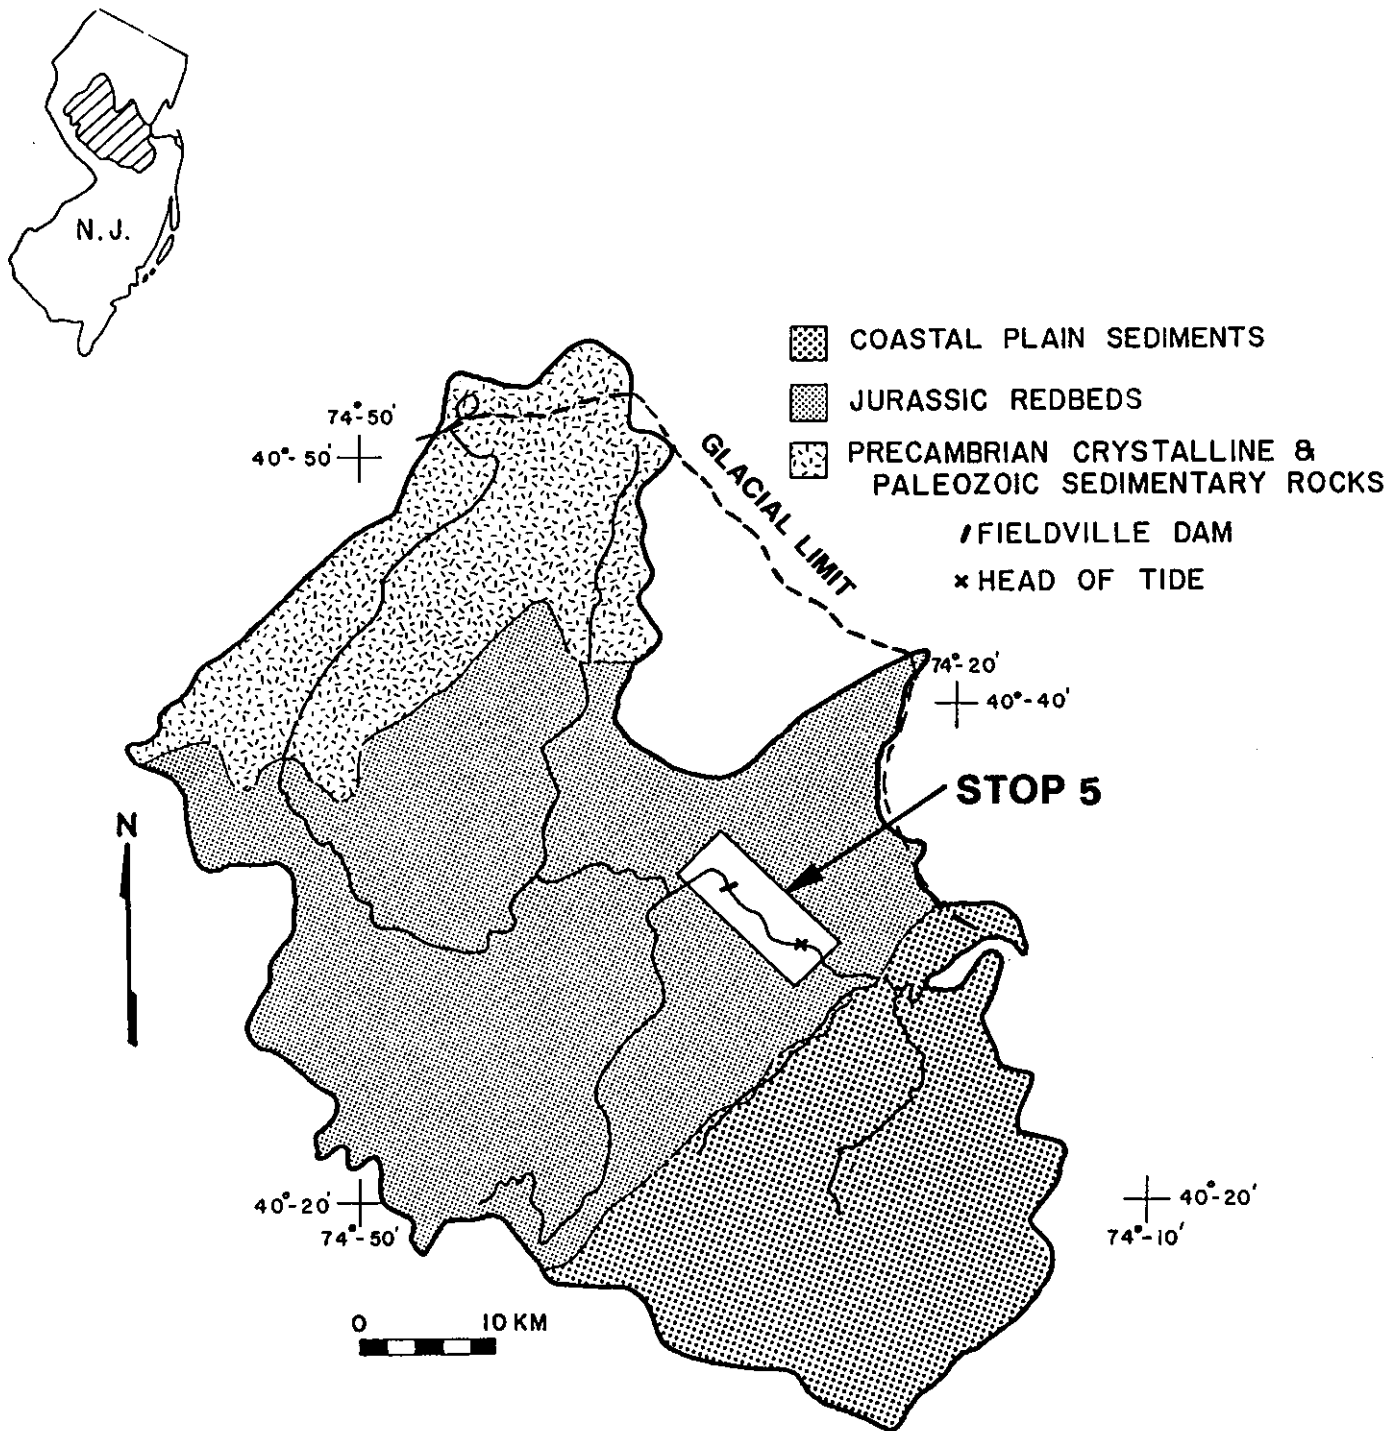 N.J.
COASTAL PLAIN SEDIMENTS
JURASSIC REDBEDS
PRECAMBRIAN CRYSTALLINE &
PALEOZOIC SEDIMENTARY ROCKS
FIELDVILLE DAM
HEAD OF TIDE
74°-50'
40°-50'
GLACIAL LIMIT
74°-20'
40°-40'
STOP 5
N
40°-20'
74°-50'
40°-20'
74°-10'
0 10 KM